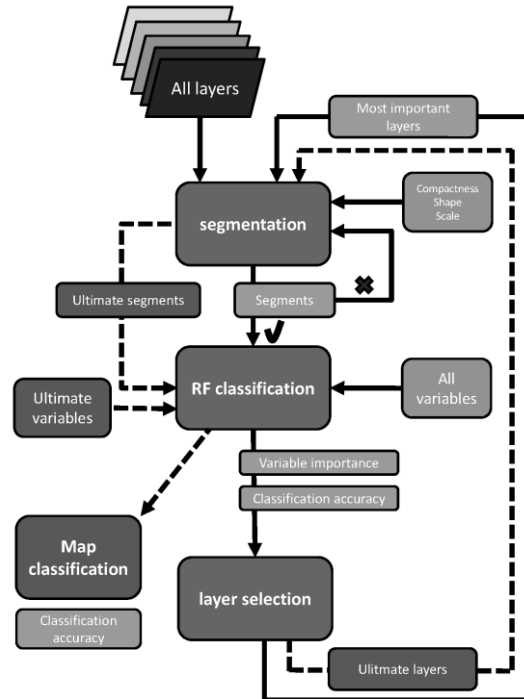 All layers
Most important
layers
segmentation
Compactness
Shape
Scale
Ultimate segments
Segments
RF classification
All
variables
Ultimate
variables
Variable importance
Classification accuracy
Map
classification
layer selection
Classification
accuracy
Ulitmate layers